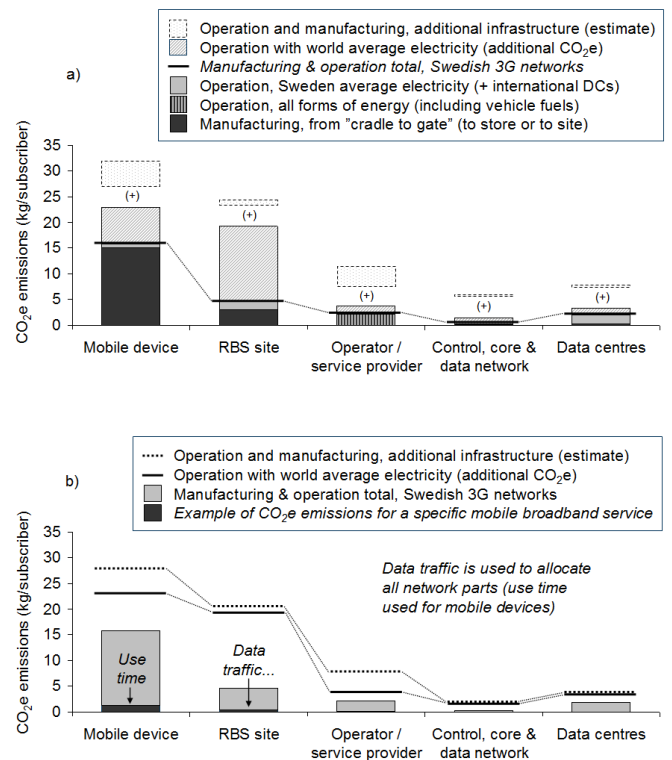 Operation and manufacturing, additional infrastructure (estimate)
Operation with world average electricity (additional CO2e)
a)
Manufacturing & operation total, Swedish 3G networks
Operation, Sweden average electricity (+ international DCs)
Operation, all forms of energy (including vehicle fuels)
Manufacturing, from ”cradle to gate” (to store or to site)
CO2e emissions (kg/subscriber)
35
30
25
20
15
10
5
0
(+)
(+)
(+)
(+)
(+)
Mobile device
RBS site
Operator /
service provider
Control, core &
data network
Data centres
Operation and manufacturing, additional infrastructure (estimate)
b)
Operation with world average electricity (additional CO2e)
Manufacturing & operation total, Swedish 3G networks
Example of CO2e emissions for a specific mobile broadband service
CO2e emissions (kg/subscriber)
35
30
25
20
15
10
5
0
Data traffic is used to allocate
all network parts (use time
used for mobile devices)
Use
time
Data
traffic...
Mobile device
RBS site
Operator /
service provider
Control, core &
data network
Data centres